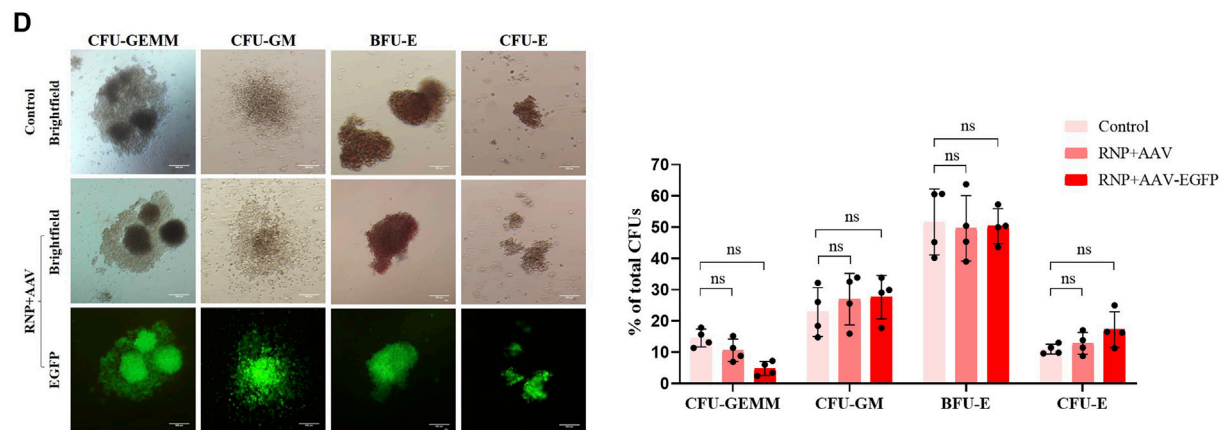 D
CFU-GEMM CFU-GM BFU-E CFU-E
Control
Brightfield
RNP+AAV
Brightfield
EGFP
% of total CFUs
70
60
50
40
30
20
10
0
ns
ns
ns
ns
ns
ns
ns
ns
CFU-GEMM CFU-GM BFU-E CFU-E
Control
RNP+AAV
RNP+AAV-EGFP